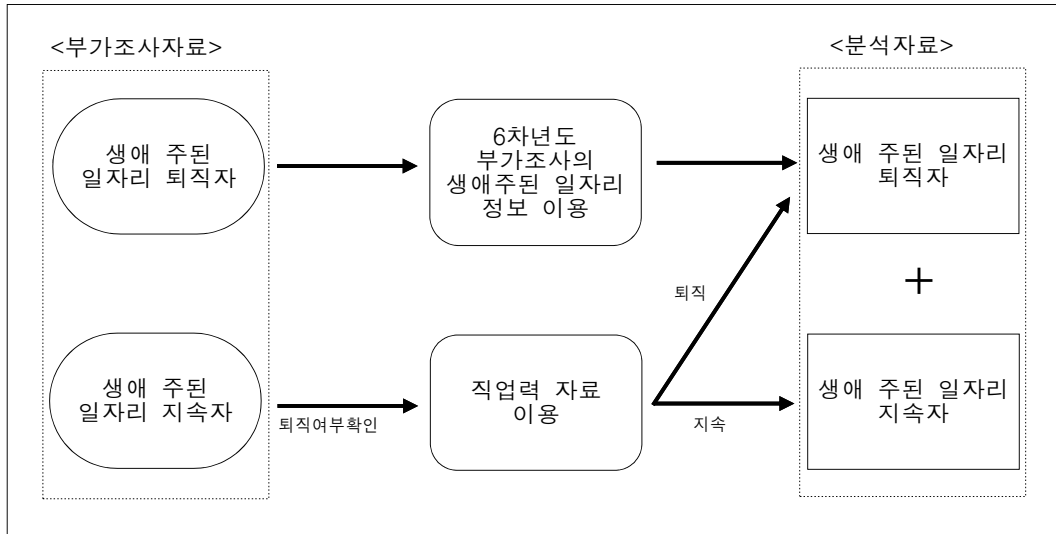 <부가조사자료>
<분석자료>
생애 주된
일자리 퇴직자
6차년도
부가조사의
생애주된 일자리
정보 이용
생애 주된 일자리
퇴직자
퇴직
+
생애 주된
일자리 지속자
퇴직여부확인
직업력 자료
이용
지속
생애 주된 일자리
지속자